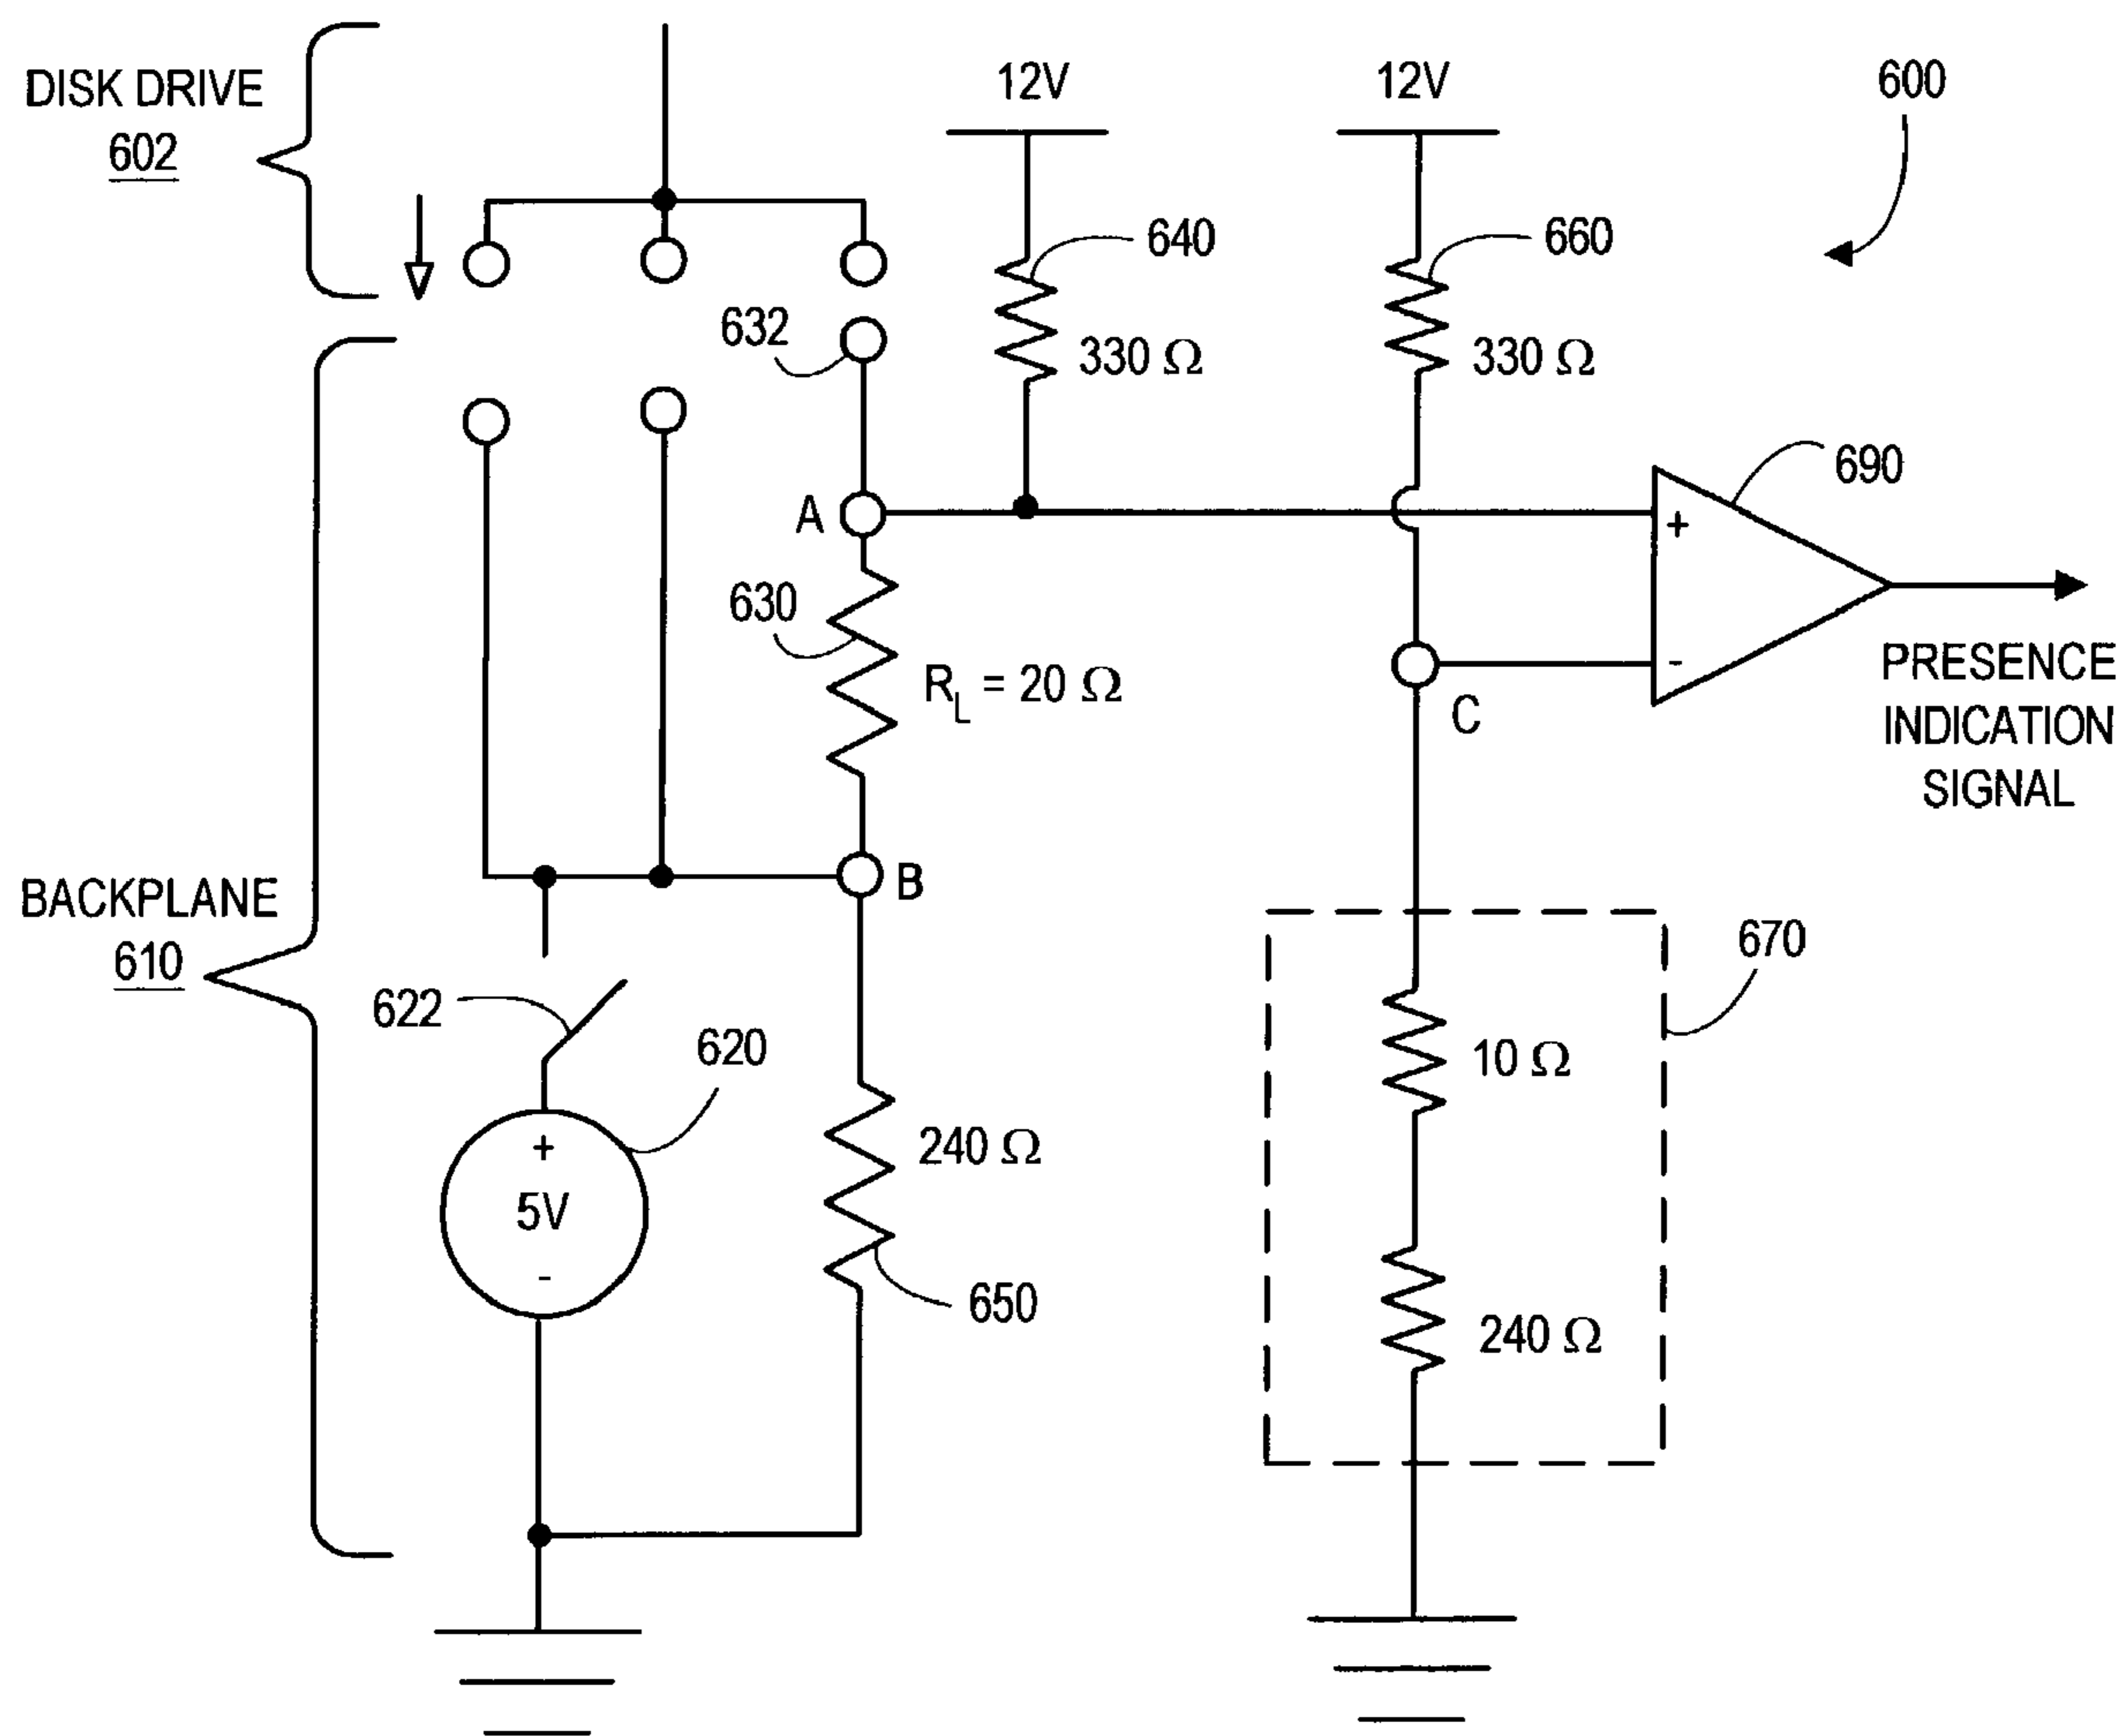 DISK DRIVE
602
12V
12V
600
640
660
632
330 Ω
330 Ω
690
A
+
630
R_L = 20 Ω
-
C
PRESENCE
INDICATION
SIGNAL
BACKPLANE
610
B
670
622
620
10 Ω
+
5V
-
240 Ω
650
240 Ω